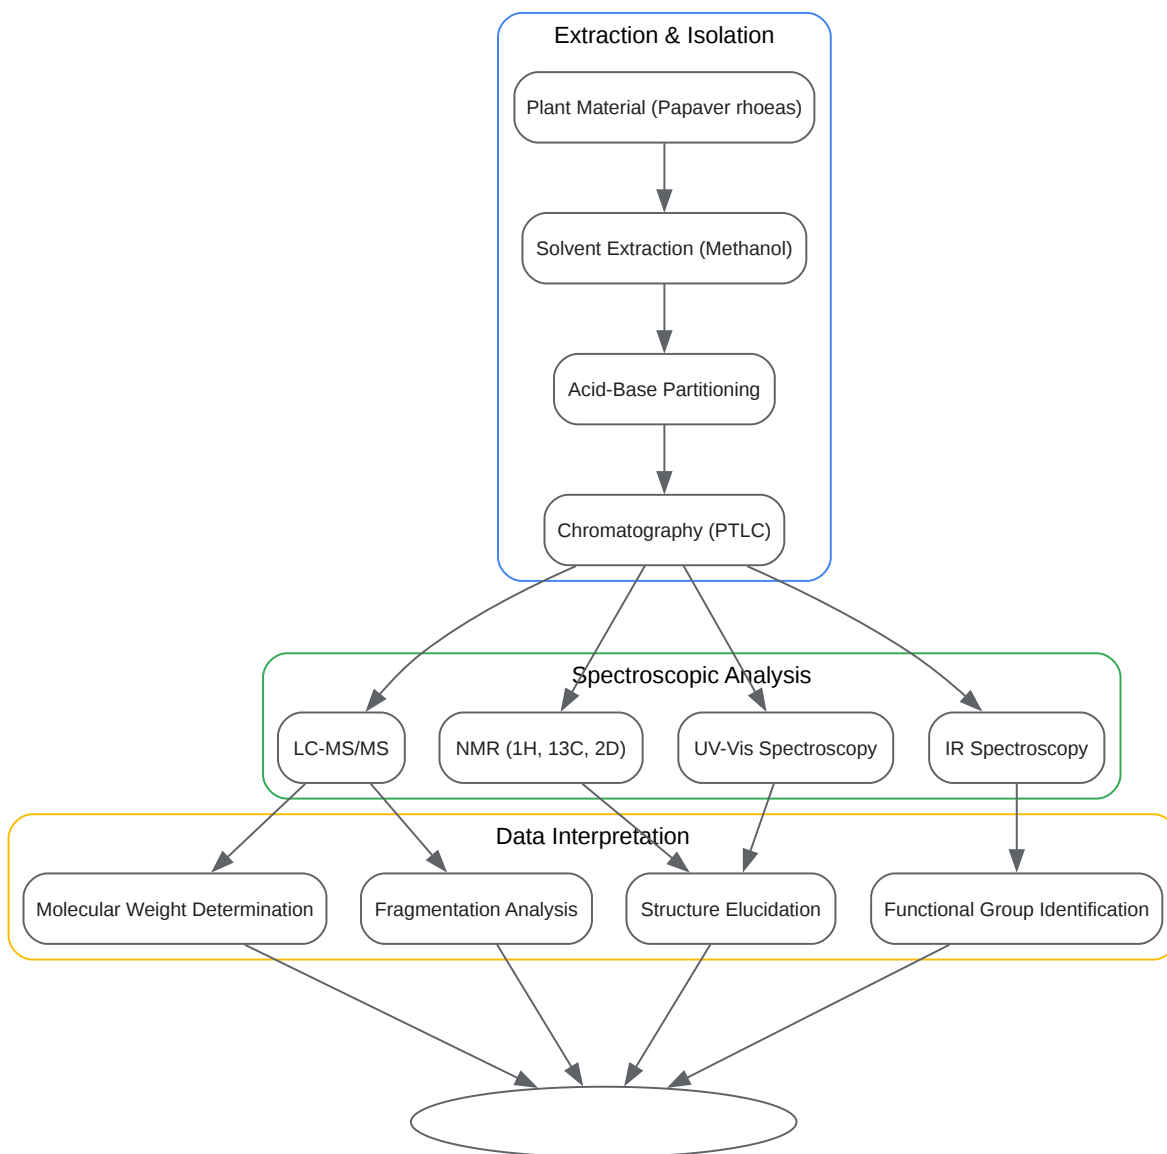 Extraction & Isolation
Plant Material (Papaver rhoeas)
Solvent Extraction (Methanol)
Acid-Base Partitioning
Chromatography (PTLC)
Spectroscopic Analysis
LC-MS/MS
NMR (1H, 13C, 2D)
UV-Vis Spectroscopy
IR Spectroscopy
Data Interpretation
Molecular Weight Determination
Fragmentation Analysis
Structure Elucidation
Functional Group Identification